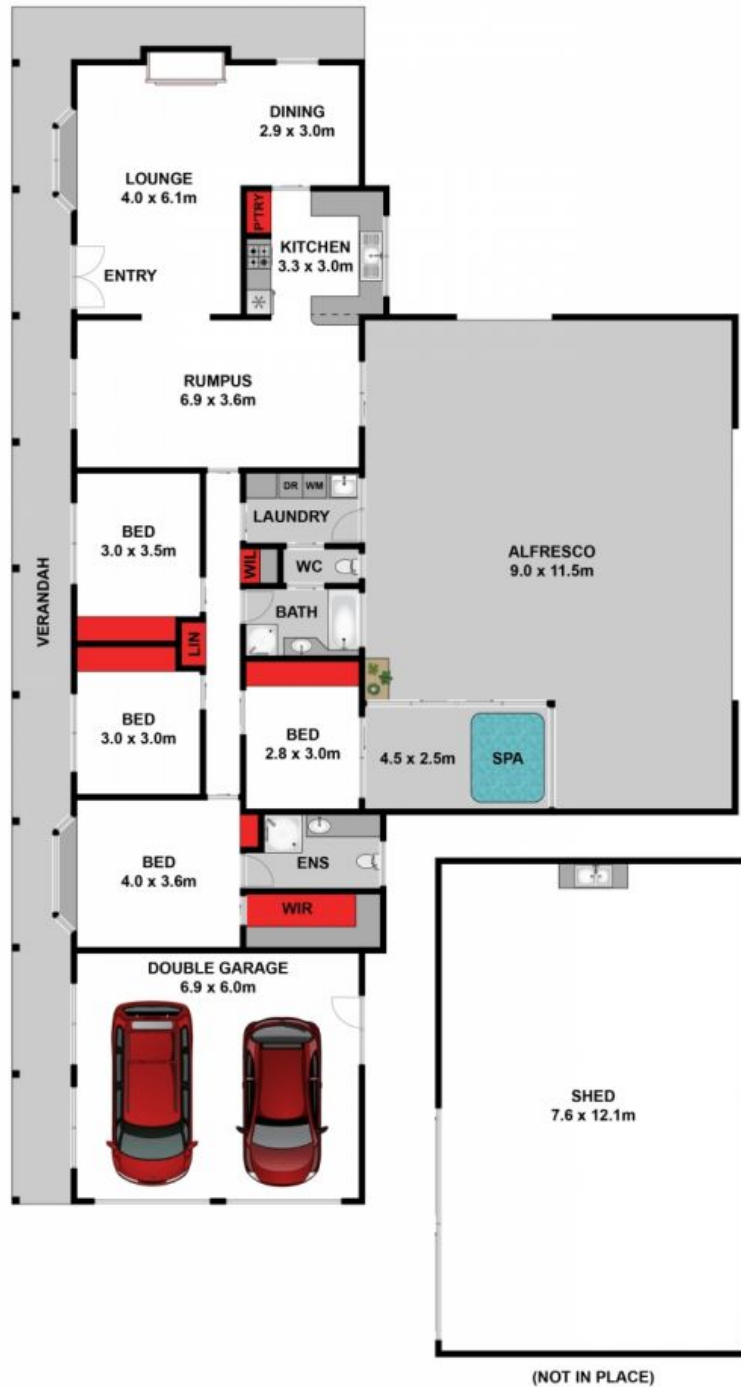 DINING
2.9 x 3.0m
LOUNGE
4.0 x 6.1m
P'TRY
KITCHEN
3.3 x 3.0m
ENTRY
RUMPUS
6.9 x 3.6m
VERANDAH
BED
3.0 x 3.5m
DR
WM
LAUNDRY
WIL
WC
BATH
LIN
ALFRESCO
9.0 x 11.5m
BED
3.0 x 3.0m
BED
2.8 x 3.0m
4.5 x 2.5m
SPA
BED
4.0 x 3.6m
ENS
WIR
DOUBLE GARAGE
6.9 x 6.0m
SHED
7.6 x 12.1m
(NOT IN PLACE)